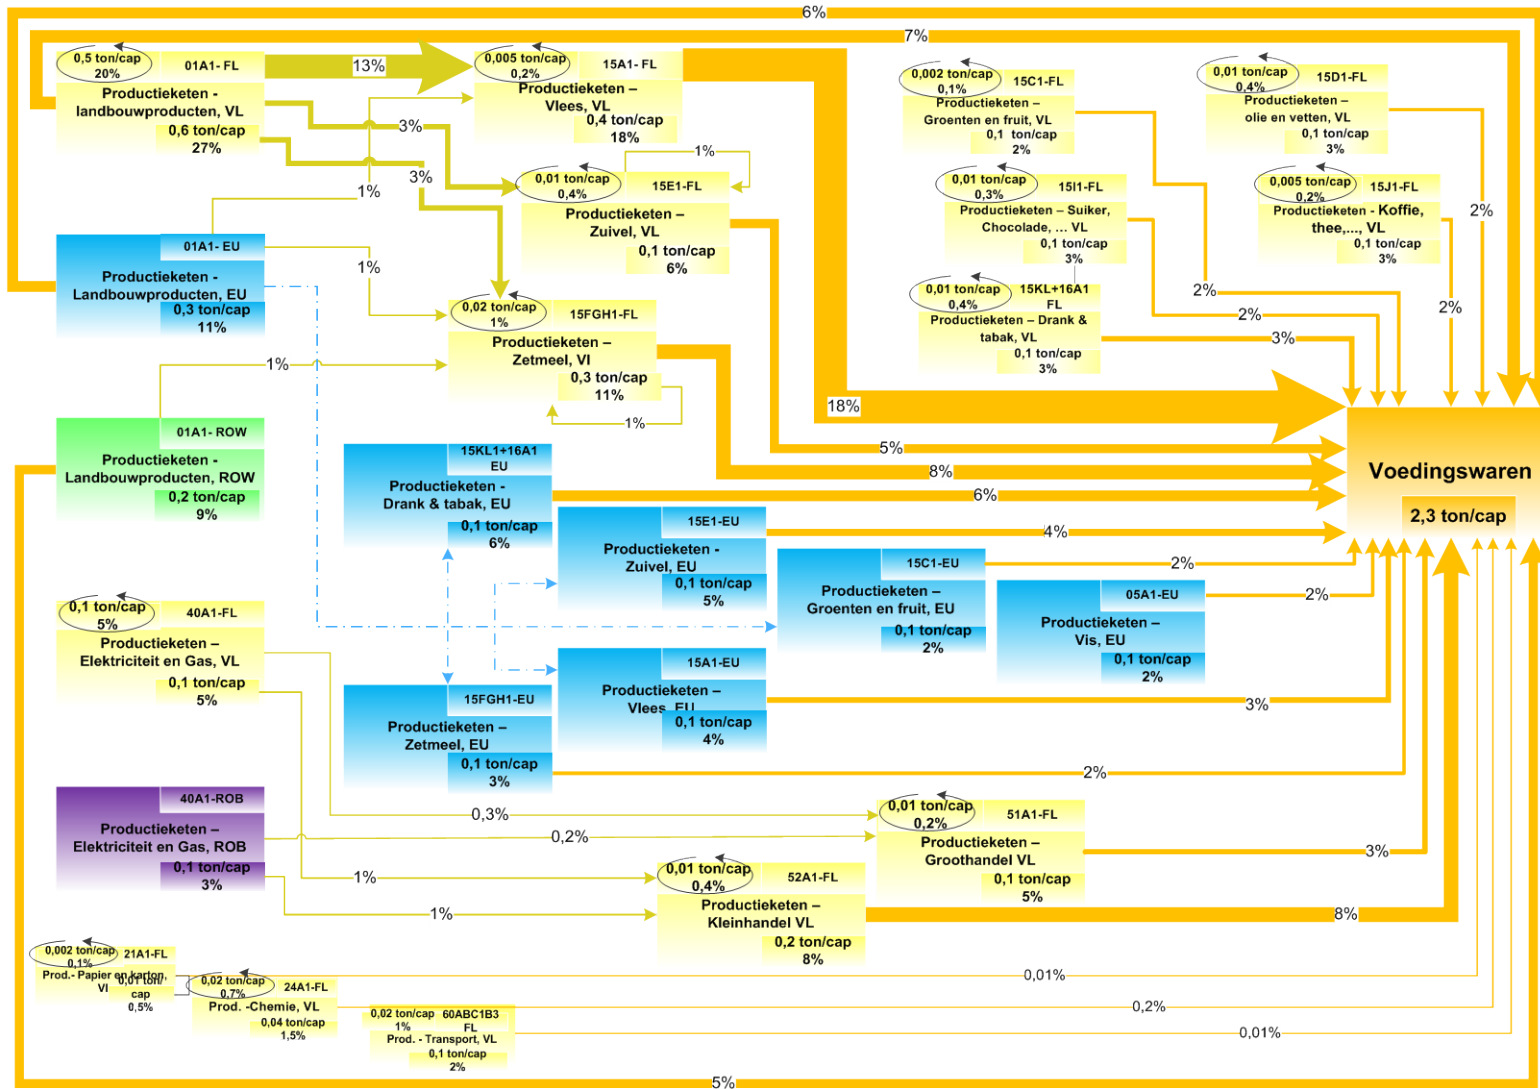 6%
7%
0,5 ton/cap
20%
01A1- FL
Productieketen -
landbouwproducten, VL
0,6 ton/cap
27%
13%
0,005 ton/cap
0,2%
15A1- FL
Productieketen –
Vlees, VL
0,4 ton/cap
18%
0,002 ton/cap
0,1%
15C1-FL
Productieketen –
Groenten en fruit, VL
0,1 ton/cap
2%
0,01 ton/cap
0,4%
15D1-FL
Productieketen –
olie en vetten, VL
0,1 ton/cap
3%
3%
3%
1%
1%
0,01 ton/cap
0,4%
15E1-FL
Productieketen –
Zuivel, VL
0,1 ton/cap
6%
0,01 ton/cap
0,3%
15I1-FL
Productieketen – Suiker,
Chocolade, ... VL
0,1 ton/cap
3%
0,005 ton/cap
0,2%
15J1-FL
Productieketen - Koffie,
thee,..., VL
0,1 ton/cap
3%
2%
01A1- EU
Productieketen -
Landbouwproducten, EU
0,3 ton/cap
11%
1%
0,02 ton/cap
1%
15FGH1-FL
Productieketen –
Zetmeel, Vl
0,3 ton/cap
11%
1%
0,01 ton/cap
0,4%
15KL+16A1
FL
Productieketen – Drank &
tabak, VL
0,1 ton/cap
3%
2%
2%
2%
3%
1%
18%
01A1- ROW
Productieketen -
Landbouwproducten, ROW
0,2 ton/cap
9%
5%
8%
6%
4%
Voedingswaren
2,3 ton/cap
15KL1+16A1
EU
Productieketen -
Drank & tabak, EU
0,1 ton/cap
6%
15E1-EU
Productieketen -
Zuivel, EU
0,1 ton/cap
5%
15C1-EU
Productieketen –
Groenten en fruit, EU
0,1 ton/cap
2%
2%
05A1-EU
Productieketen –
Vis, EU
0,1 ton/cap
2%
2%
0,1 ton/cap
5%
40A1-FL
Productieketen –
Elektriciteit en Gas, VL
0,1 ton/cap
5%
15A1-EU
Productieketen –
Vlees, EU
0,1 ton/cap
4%
3%
15FGH1-EU
Productieketen –
Zetmeel, EU
0,1 ton/cap
3%
2%
40A1-ROB
Productieketen –
Elektriciteit en Gas, ROB
0,1 ton/cap
3%
0,3%
0,2%
0,01 ton/cap
0,2%
51A1-FL
Productieketen –
Groothandel VL
0,1 ton/cap
5%
3%
1%
1%
0,01 ton/cap
0,4%
52A1-FL
Productieketen –
Kleinhandel VL
0,2 ton/cap
8%
8%
0,002 ton/cap
0,1%
21A1-FL
Prod.- Papier en karton,
Vl
0,01 ton/
cap
0,5%
0,01%
0,02 ton/cap
0,7%
24A1-FL
Prod. -Chemie, VL
0,04 ton/cap
1,5%
0,2%
0,02 ton/cap
1%
60ABC1B3
FL
Prod. - Transport, VL
0,1 ton/cap
2%
0,01%
5%